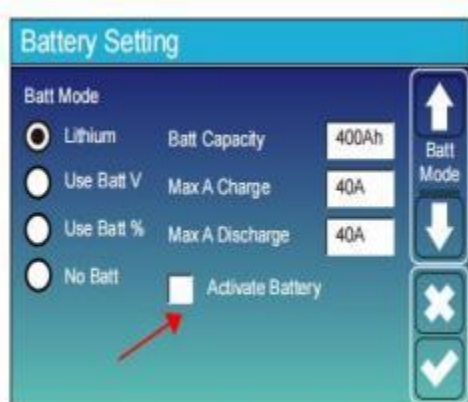 Battery Setting
Batt Mode
Lithium
Batt Capacity 400Ah
Use Batt V
Max A Charge 40A
Use Batt %
Max A Discharge 40A
No Batt
Activate Battery
Batt
Mode